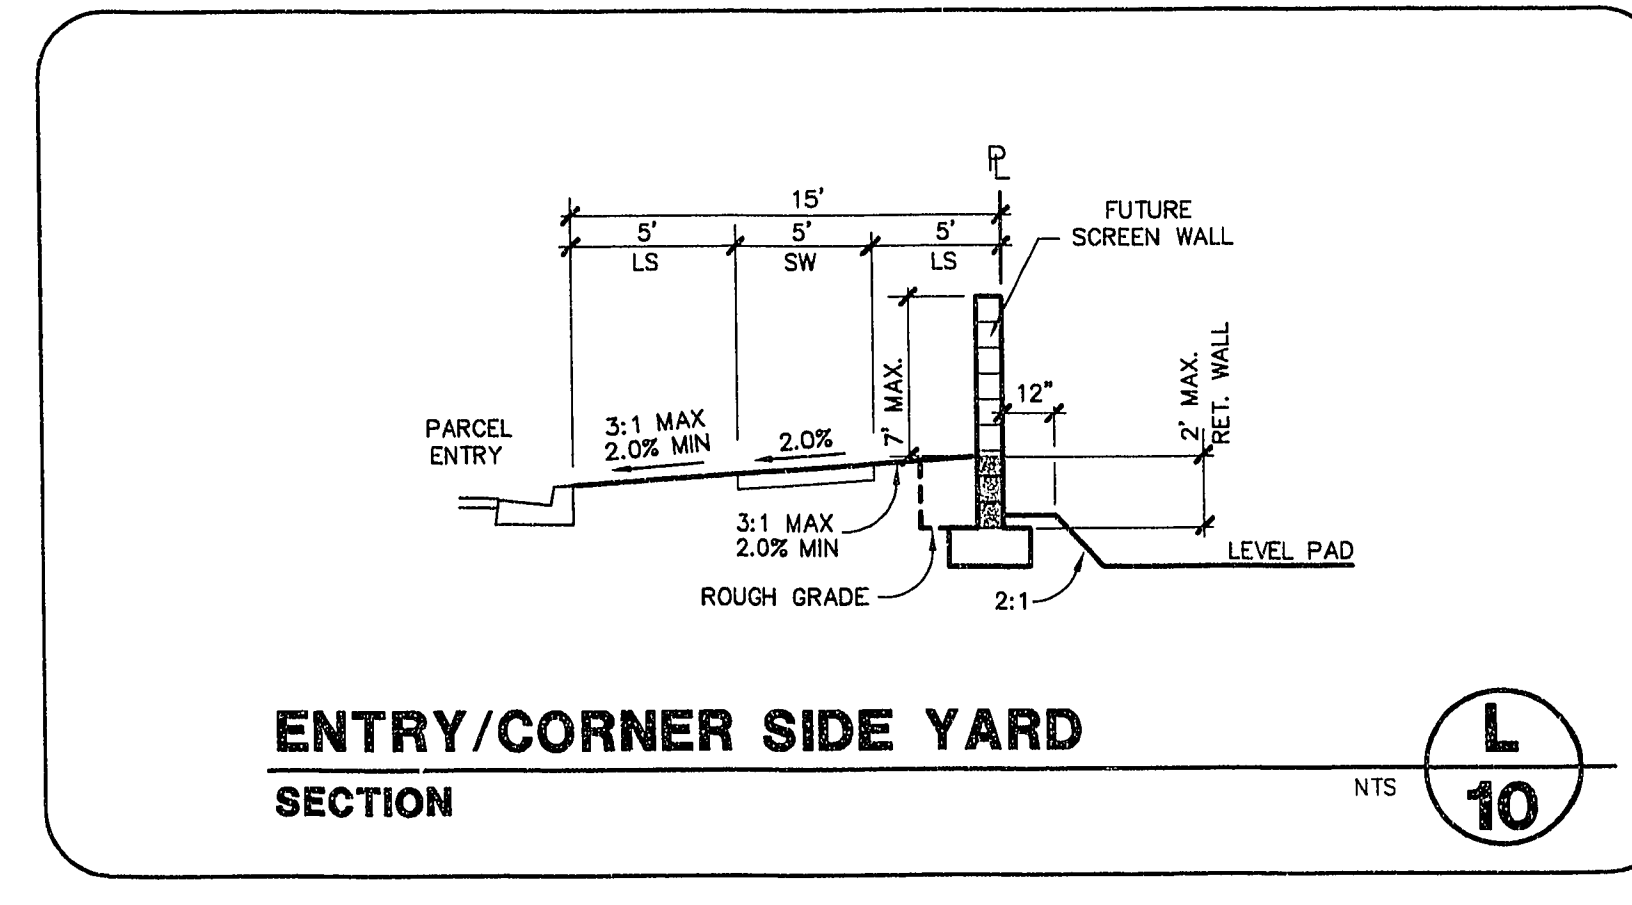 PL
15'
5'
5'
5'
LS
SW
LS
FUTURE
SCREEN WALL
7' MAX.
12"
2' MAX.
RET. WALL
PARCEL
ENTRY
3:1 MAX
2.0% MIN
2.0%
3:1 MAX
2.0% MIN
LEVEL PAD
ROUGH GRADE
2:1
ENTRY/CORNER SIDE YARD
SECTION
NTS
L
10